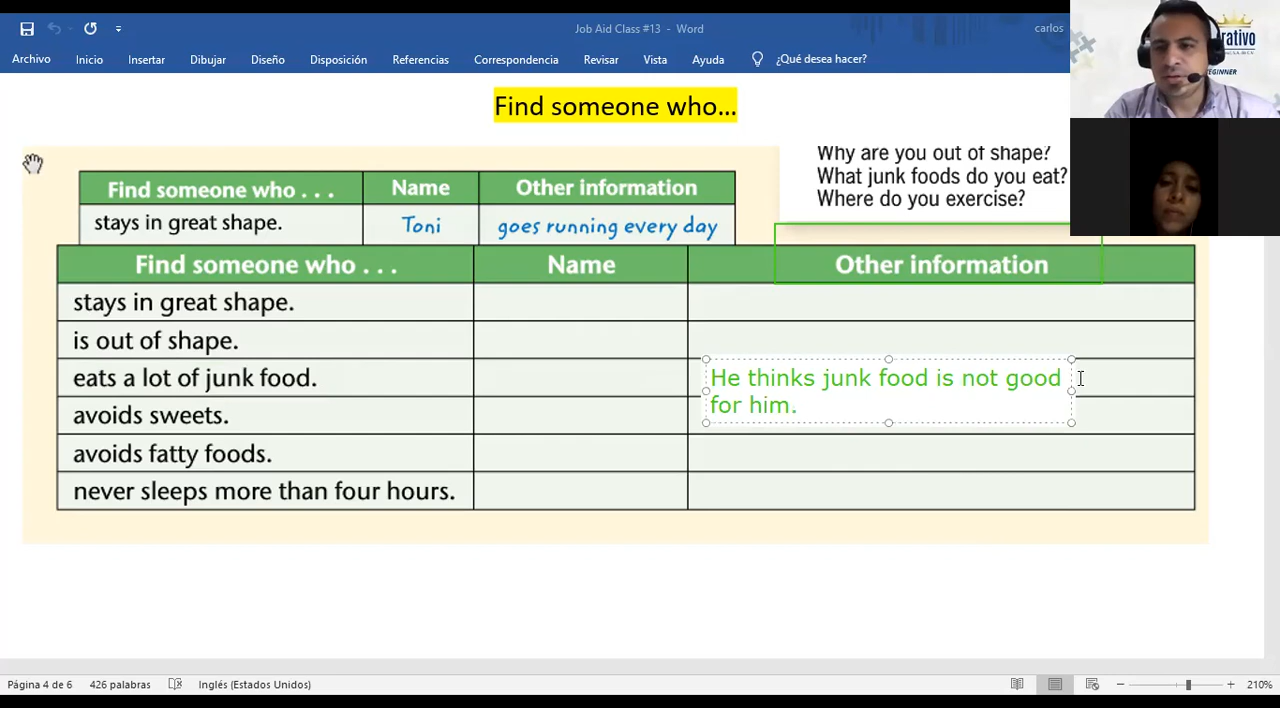 Job Aid Class #13 - Word
carlos
Archivo Inicio Insertar Dibujar Diseño Disposición Referencias Correspondencia Revisar Vista Ayuda ¿Qué desea hacer?
Find someone who...
Why are you out of shape?
What junk foods do you eat?
Where do you exercise?
Find someone who . . . Name Other information
stays in great shape. Toni goes running every day
Find someone who . . . Name Other information
stays in great shape.
is out of shape.
eats a lot of junk food.
He thinks junk food is not good
for him.
avoids sweets.
avoids fatty foods.
never sleeps more than four hours.
Página 4 de 6 426 palabras Inglés (Estados Unidos) 210%